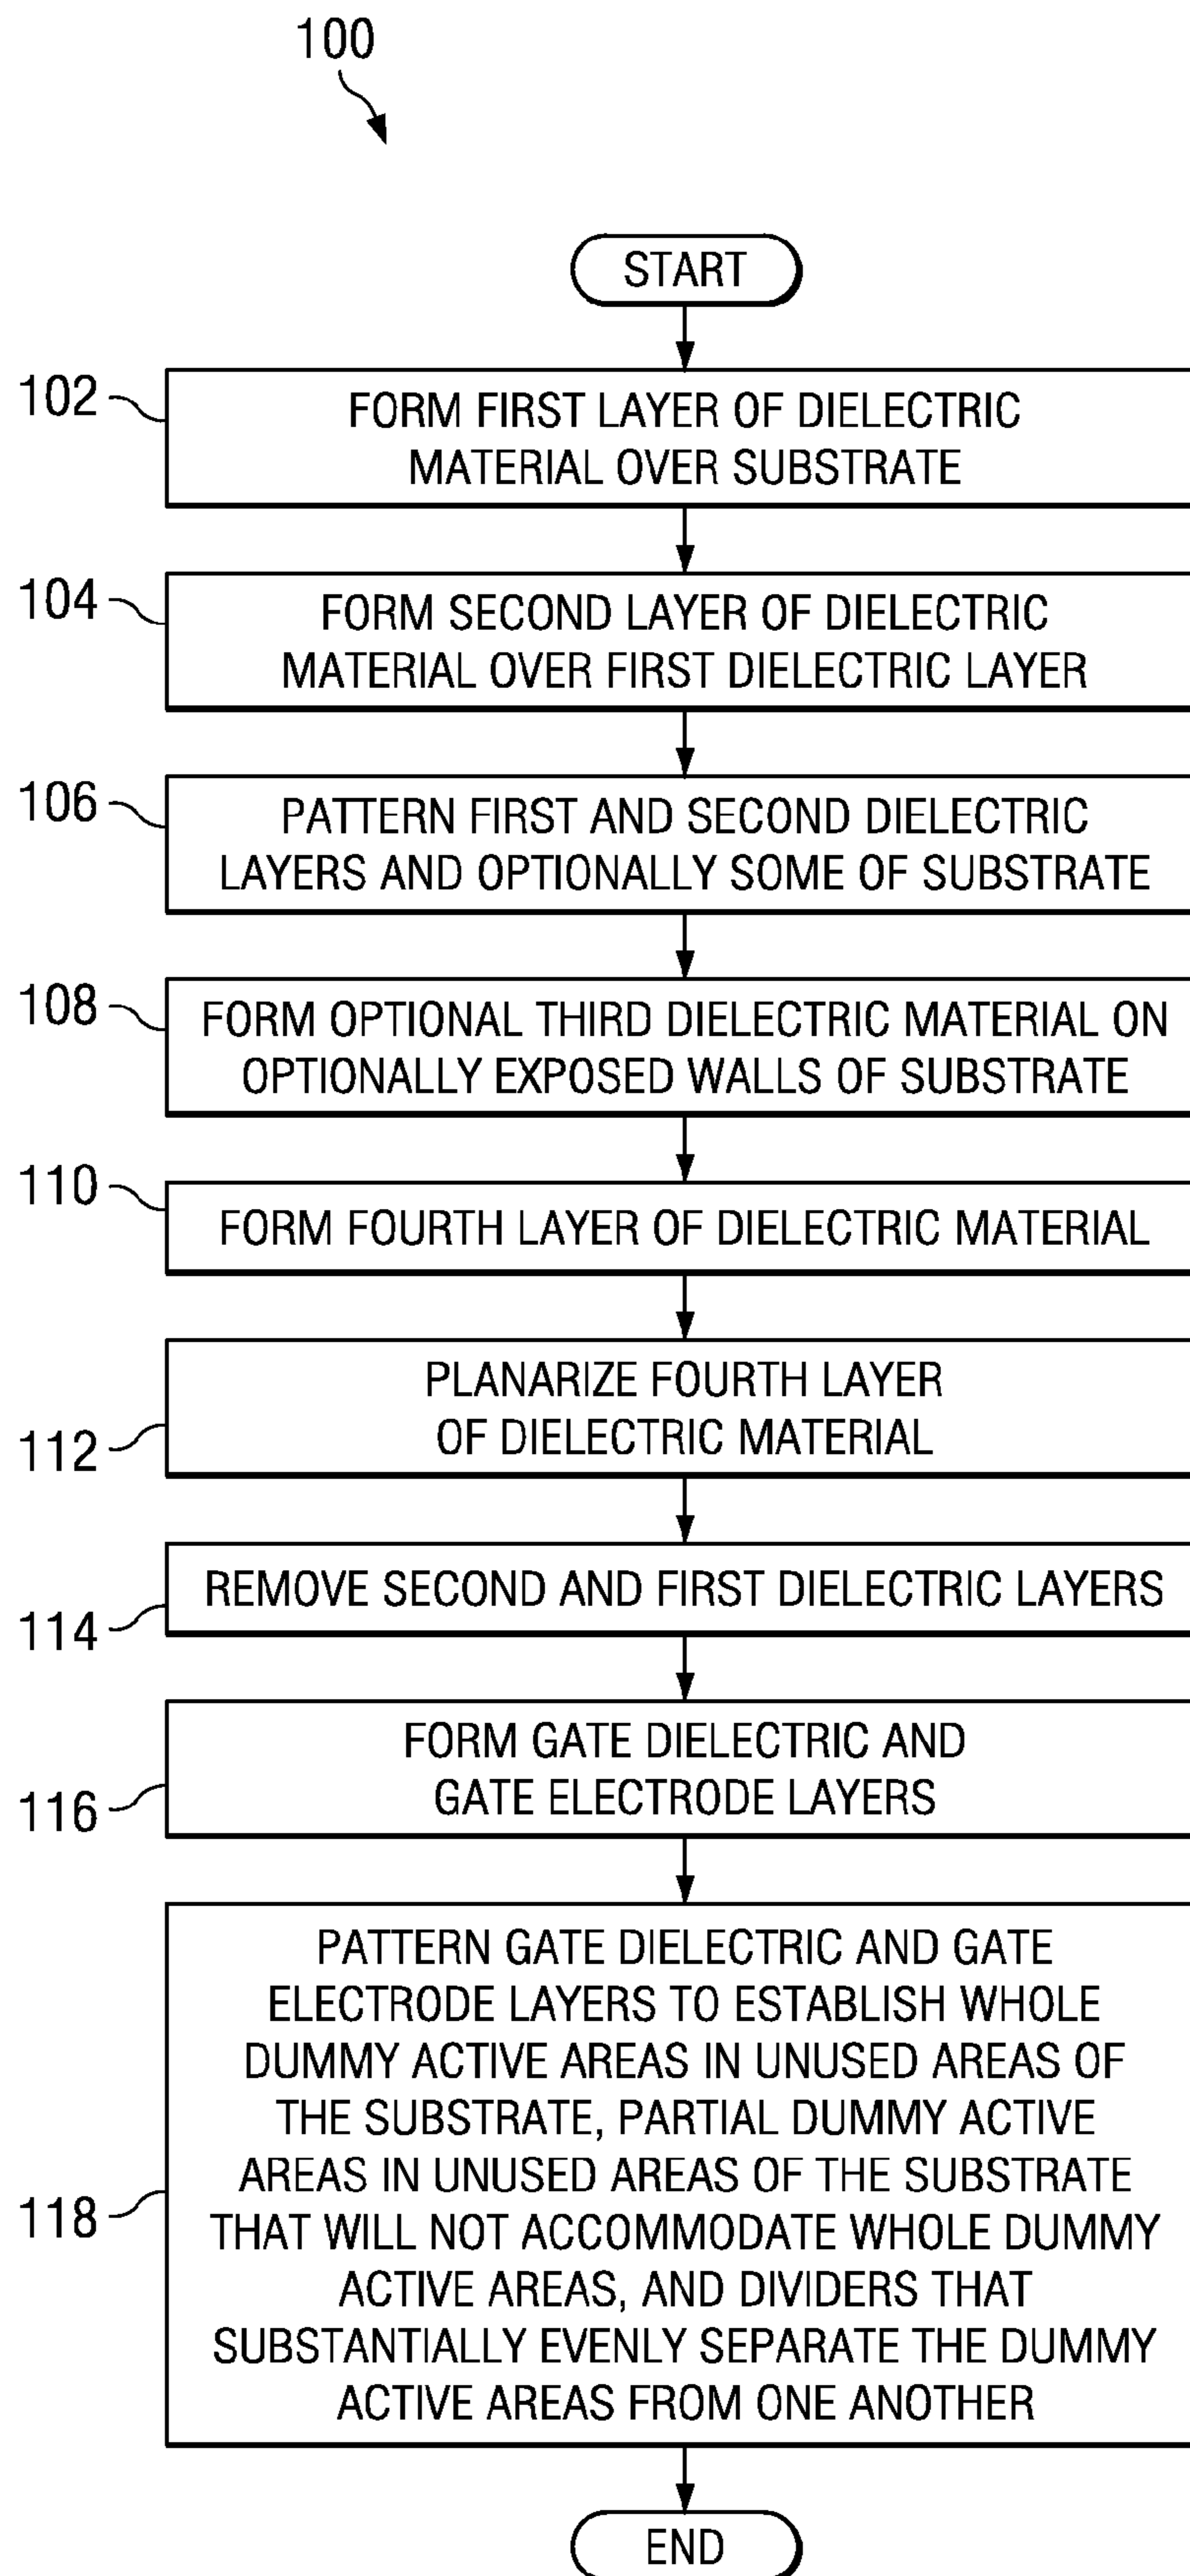 100
START
102
FORM FIRST LAYER OF DIELECTRIC
MATERIAL OVER SUBSTRATE
104
FORM SECOND LAYER OF DIELECTRIC
MATERIAL OVER FIRST DIELECTRIC LAYER
106
PATTERN FIRST AND SECOND DIELECTRIC
LAYERS AND OPTIONALLY SOME OF SUBSTRATE
108
FORM OPTIONAL THIRD DIELECTRIC MATERIAL ON
OPTIONALLY EXPOSED WALLS OF SUBSTRATE
110
FORM FOURTH LAYER OF DIELECTRIC MATERIAL
112
PLANARIZE FOURTH LAYER
OF DIELECTRIC MATERIAL
114
REMOVE SECOND AND FIRST DIELECTRIC LAYERS
116
FORM GATE DIELECTRIC AND
GATE ELECTRODE LAYERS
118
PATTERN GATE DIELECTRIC AND GATE
ELECTRODE LAYERS TO ESTABLISH WHOLE
DUMMY ACTIVE AREAS IN UNUSED AREAS OF
THE SUBSTRATE, PARTIAL DUMMY ACTIVE
AREAS IN UNUSED AREAS OF THE SUBSTRATE
THAT WILL NOT ACCOMMODATE WHOLE DUMMY
ACTIVE AREAS, AND DIVIDERS THAT
SUBSTANTIALLY EVENLY SEPARATE THE DUMMY
ACTIVE AREAS FROM ONE ANOTHER
END